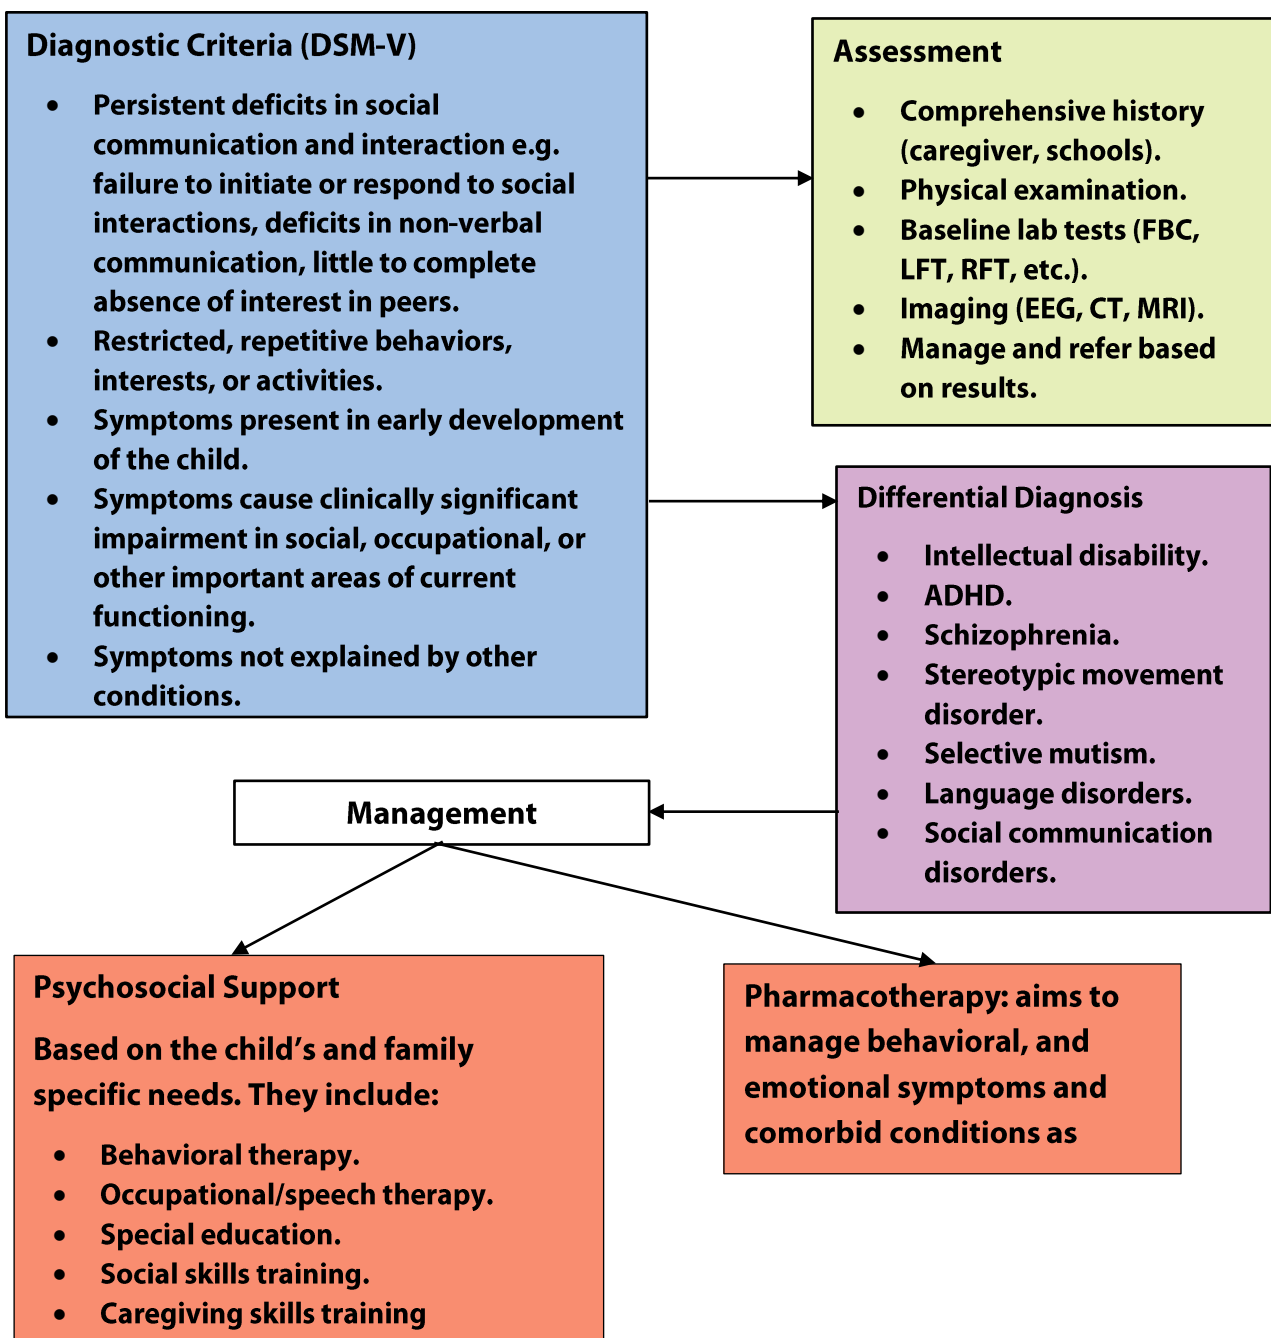 Diagnostic Criteria (DSM-V)
• Persistent deficits in social
communication and interaction e.g.
failure to initiate or respond to social
interactions, deficits in non-verbal
communication, little to complete
absence of interest in peers.
• Restricted, repetitive behaviors,
interests, or activities.
• Symptoms present in early development
of the child.
• Symptoms cause clinically significant
impairment in social, occupational, or
other important areas of current
functioning.
• Symptoms not explained by other
conditions.
Assessment
• Comprehensive history
(caregiver, schools).
• Physical examination.
• Baseline lab tests (FBC,
LFT, RFT, etc.).
• Imaging (EEG, CT, MRI).
• Manage and refer based
on results.
Differential Diagnosis
• Intellectual disability.
• ADHD.
• Schizophrenia.
• Stereotypic movement
disorder.
• Selective mutism.
• Language disorders.
• Social communication
disorders.
Management
Psychosocial Support
Based on the child’s and family
specific needs. They include:
• Behavioral therapy.
• Occupational/speech therapy.
• Special education.
• Social skills training.
• Caregiving skills training
Pharmacotherapy: aims to
manage behavioral, and
emotional symptoms and
comorbid conditions as